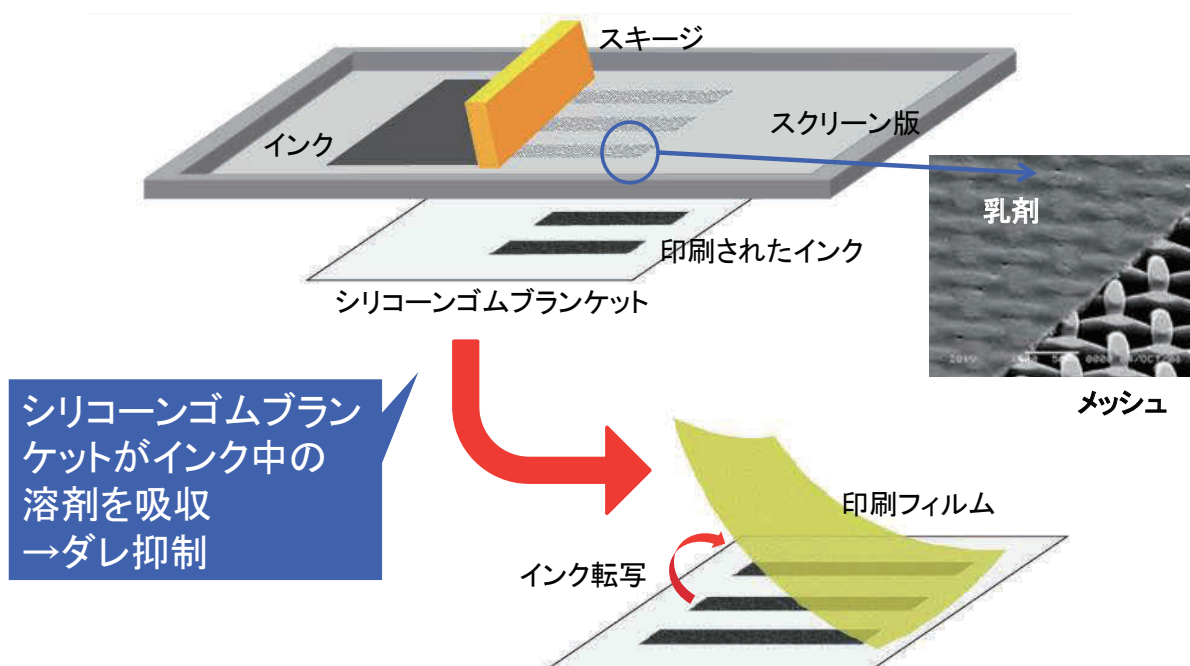 スキージ
インク
スクリーン版
乳剤
印刷されたインク
シリコーンゴムブランケット
メッシュ
シリコーンゴムブラン
ケットがインク中の
溶剤を吸収
→ダレ抑制
印刷フィルム
インク転写